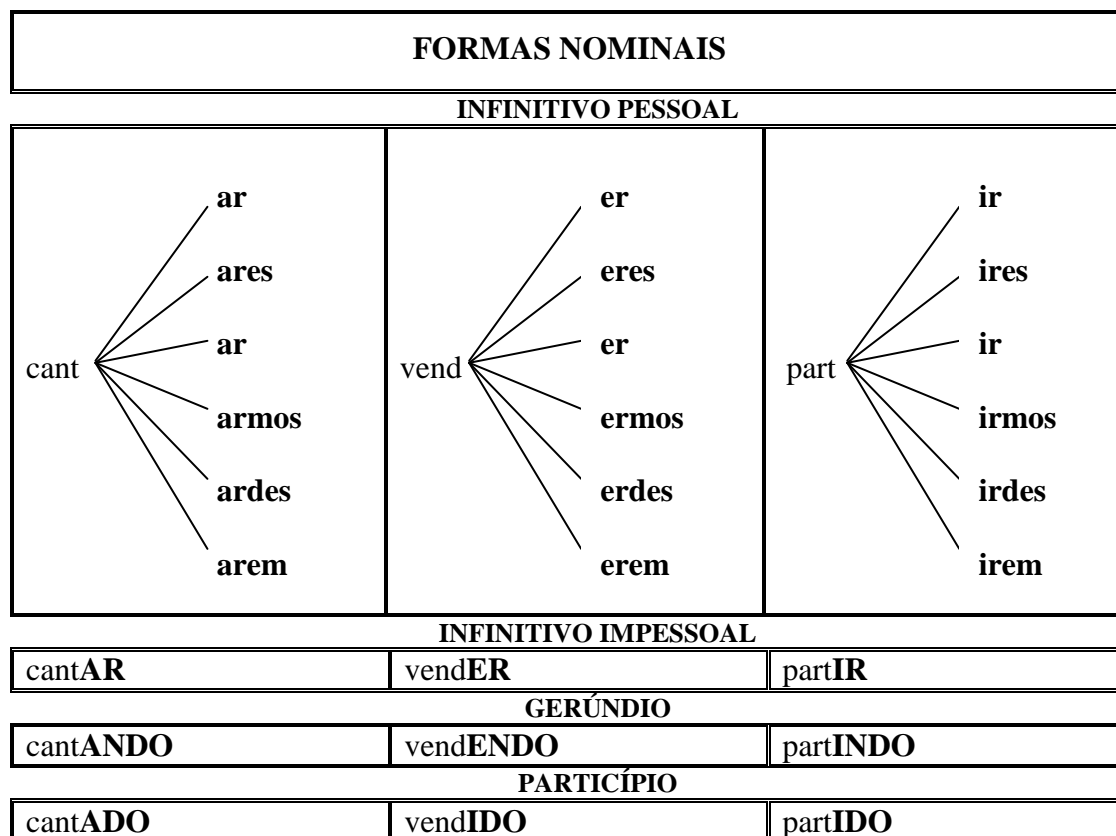 FORMAS NOMINAIS
INFINITIVO PESSOAL
ar er ir
ares eres ires
ar er ir
cant vend part
armos ermos irmos
ardes erdes irdes
arem erem irem
INFINITIVO IMPESSOAL
cantAR vendER partIR
GERÚNDIO
cantANDO vendENDO partINDO
PARTICÍPIO
cantADO vendIDO partIDO